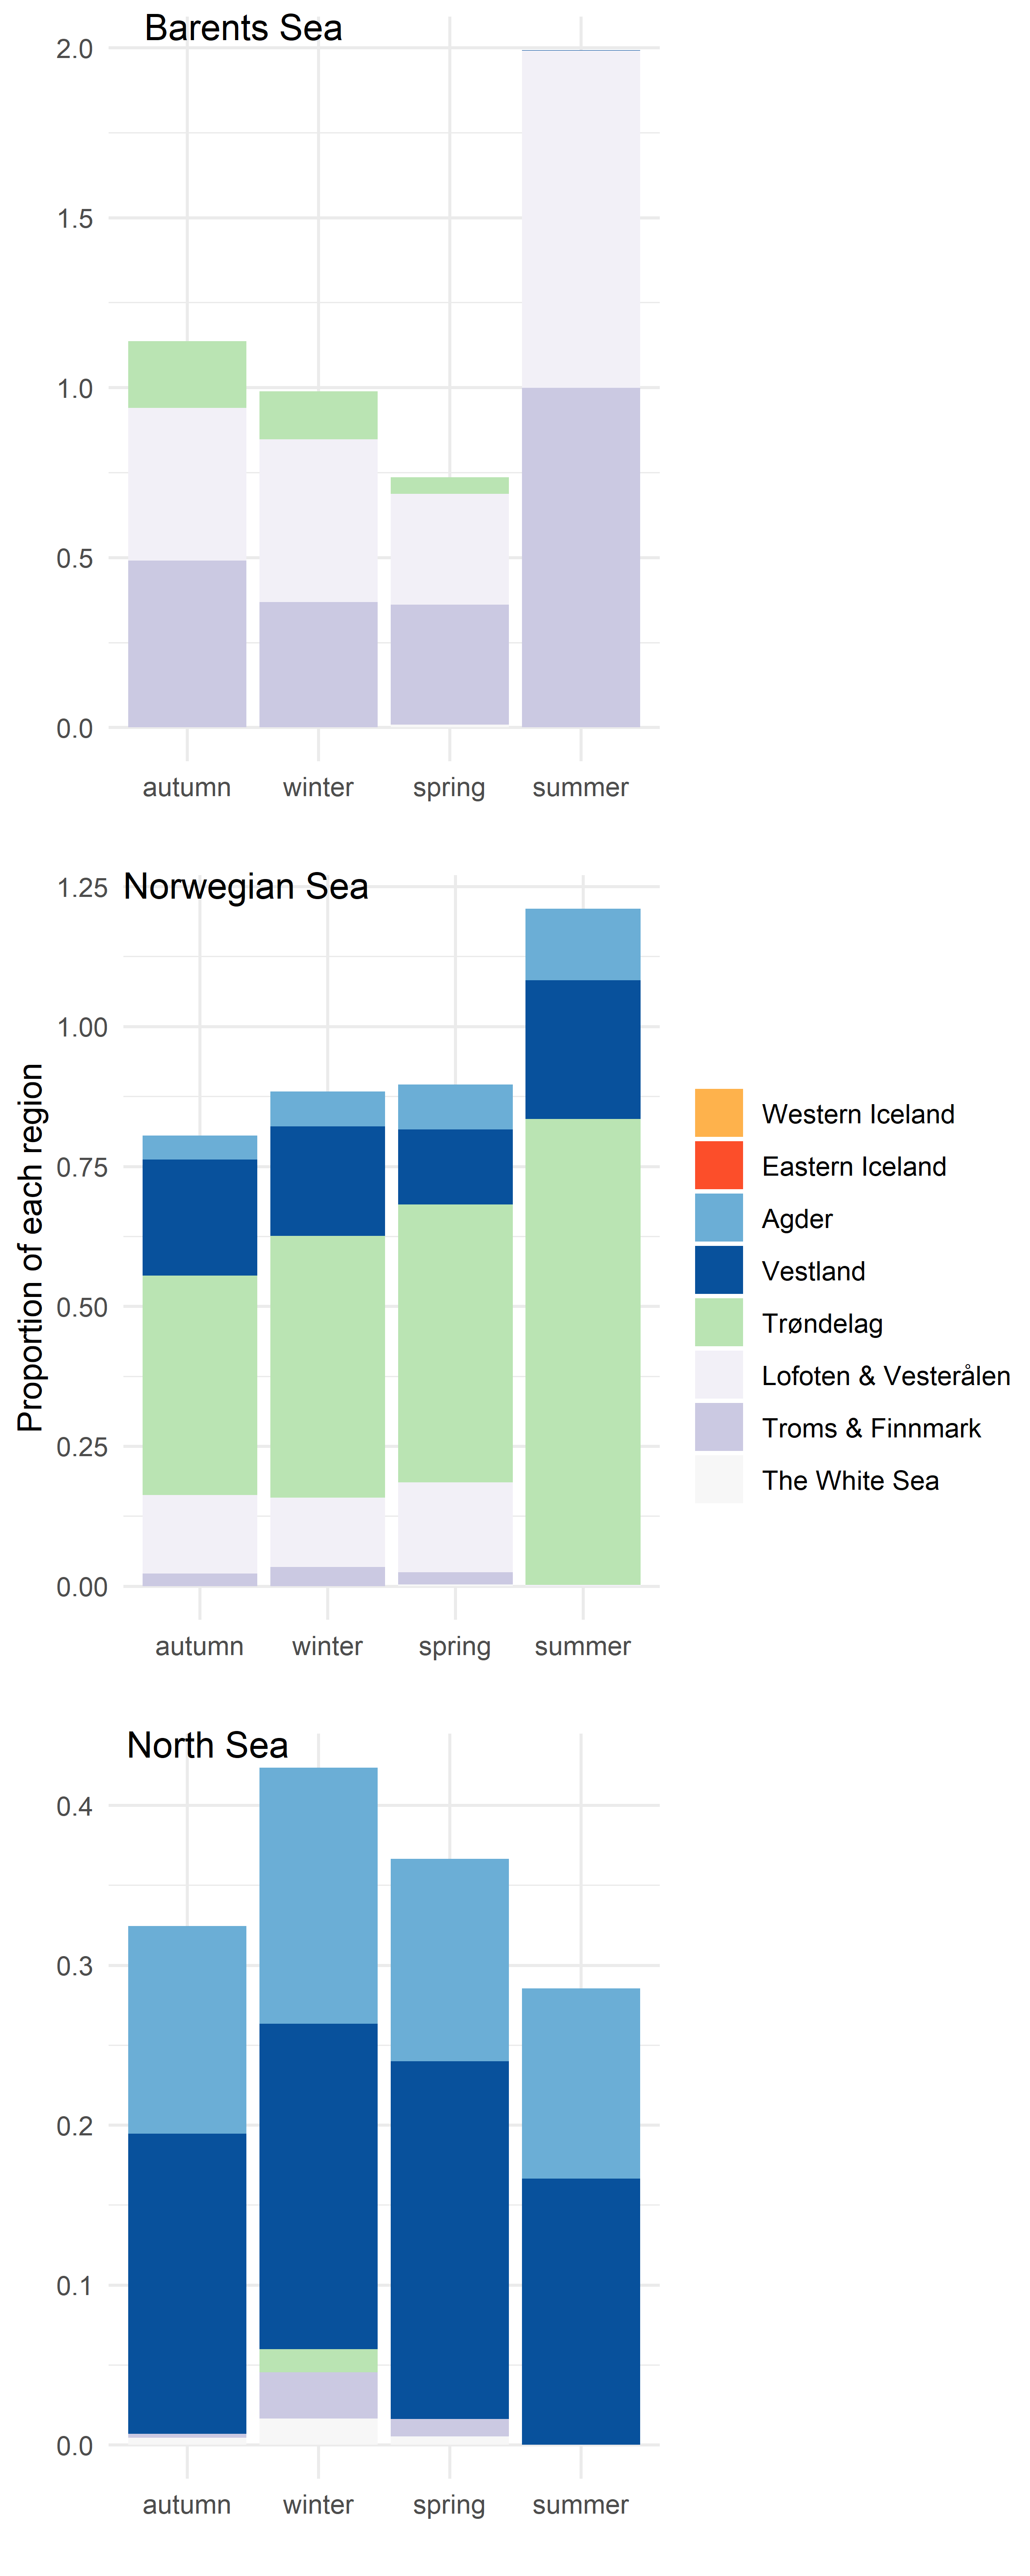 Barents Sea
2.0
1.5
1.0
0.5
0.0
autumn winter spring summer
Norwegian Sea
1.25
1.00
0.75
0.50
0.25
0.00
autumn winter spring summer
Proportion of each region
Western Iceland
Eastern Iceland
Agder
Vestland
Trøndelag
Lofoten & Vesterålen
Troms & Finnmark
The White Sea
North Sea
0.4
0.3
0.2
0.1
0.0
autumn winter spring summer